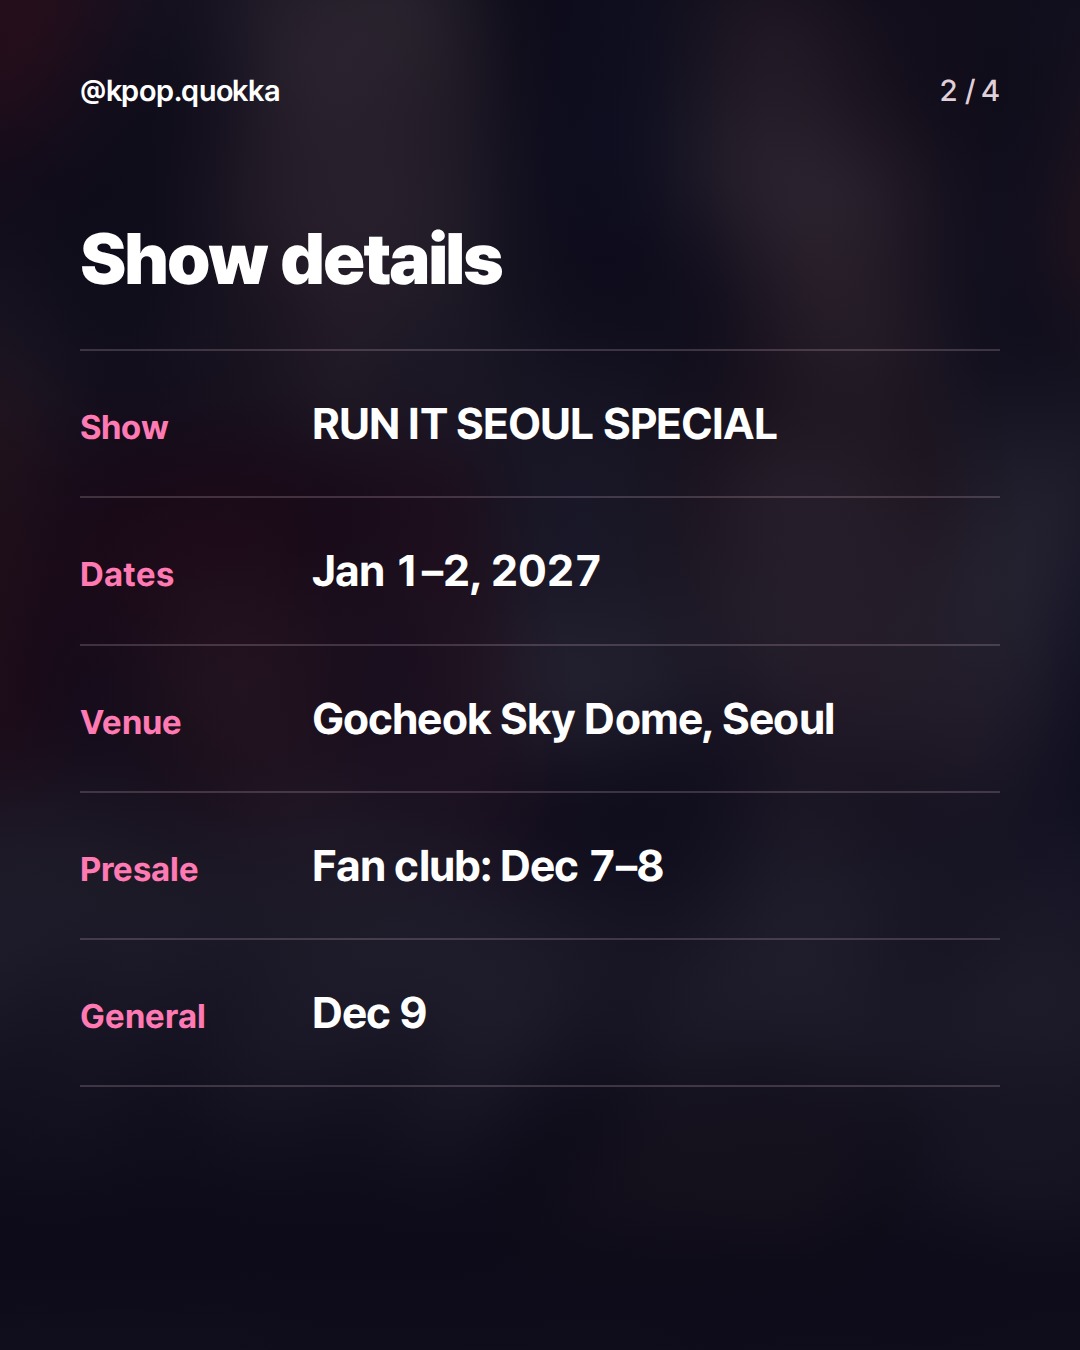 @kpop.quokka
2 / 4
Show details
Show RUN IT SEOUL SPECIAL
Dates Jan 1–2, 2027
Venue Gocheok Sky Dome, Seoul
Presale Fan club: Dec 7–8
General Dec 9